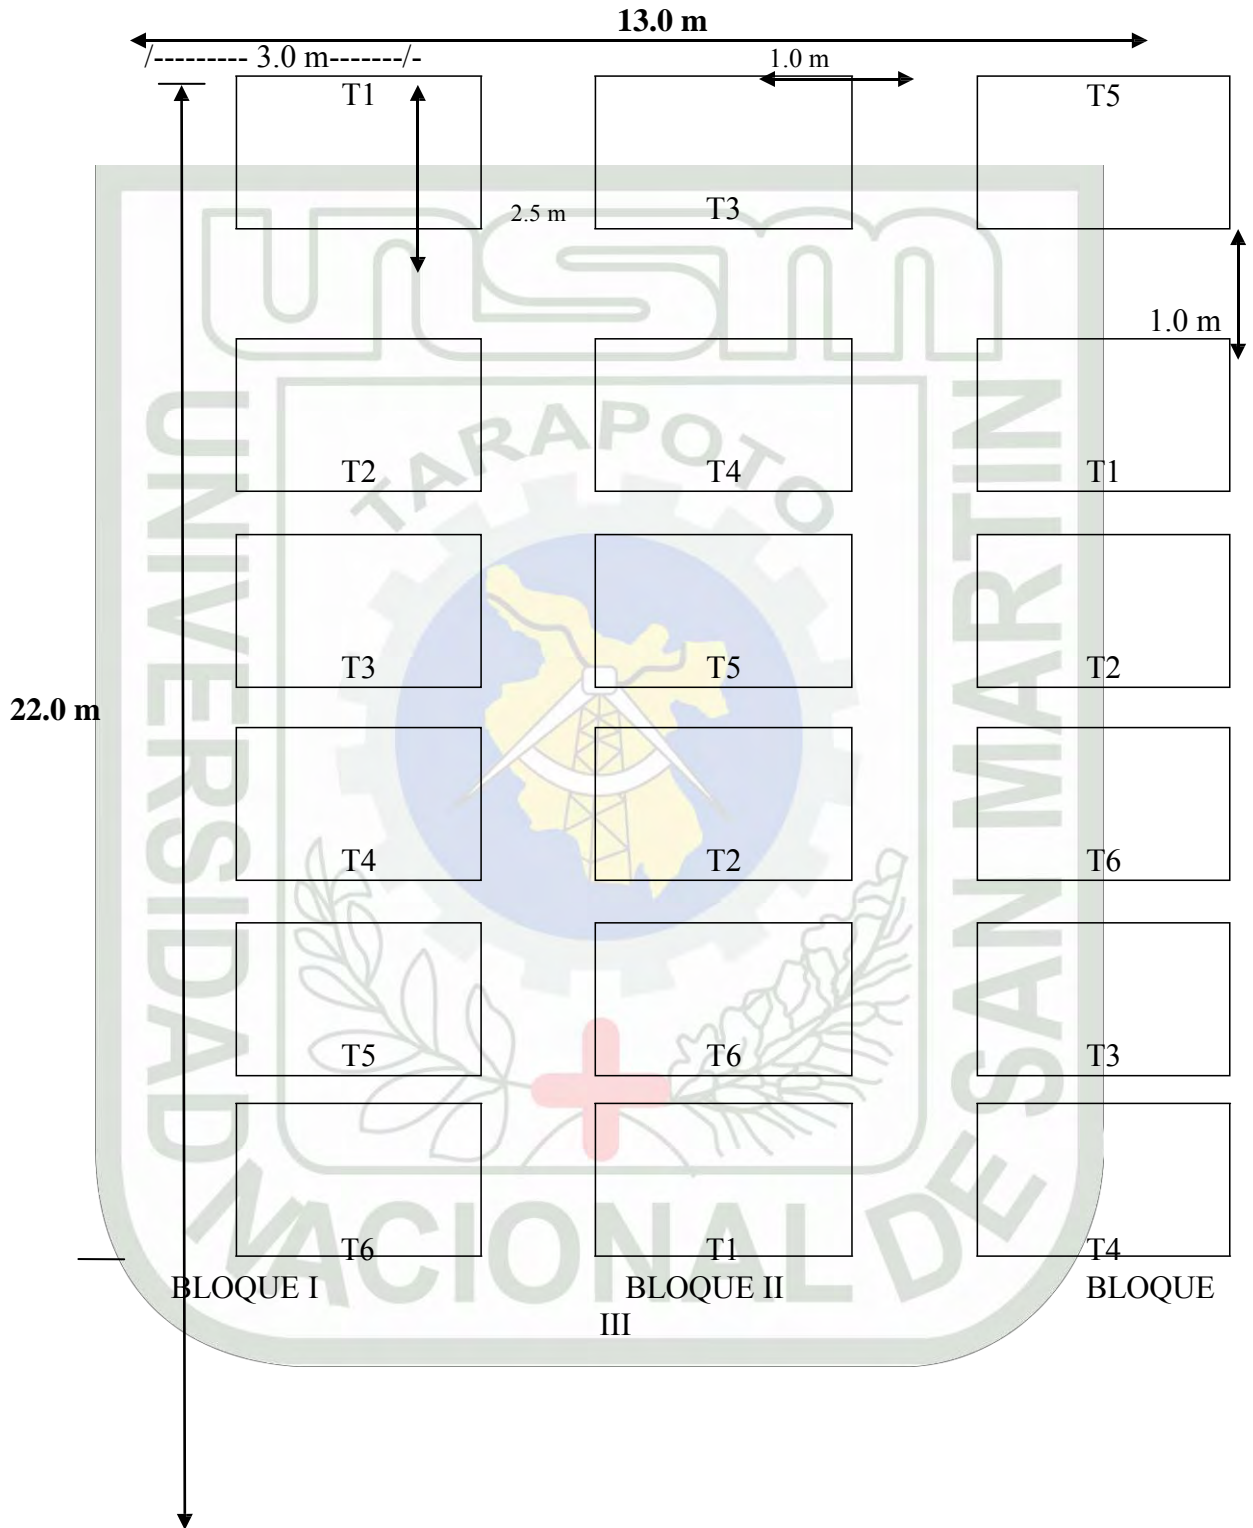 13.0 m
/--------- 3.0 m-------/-
1.0 m
T1
T5
2.5 m
T3
1.0 m
T2
T4
T1
T3
T5
T2
22.0 m
T4
T2
T6
T5
T6
T3
T6
T1
T4
BLOQUE I
BLOQUE II
BLOQUE
III
unsm
TARAPOTO
UNIVERSIDAD NACIONAL DE SAN MARTIN